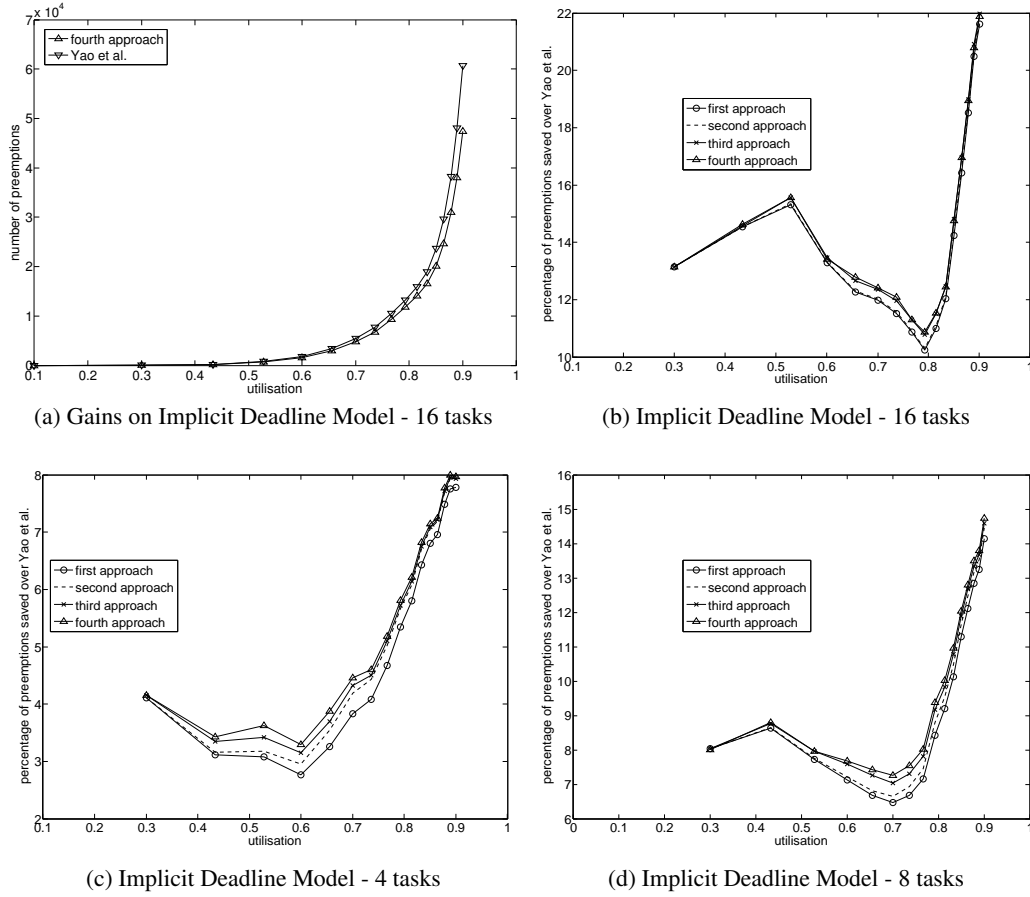 7x 10⁴
fourth approach
Yao et al.
number of preemptions
6
5
4
3
2
1
0
0.1 0.2 0.3 0.4 0.5 0.6 0.7 0.8 0.9 1
utilisation
(a) Gains on Implicit Deadline Model - 16 tasks
percentage of preemptions saved over Yao et al.
22
20
18
16
14
12
10
first approach
second approach
third approach
fourth approach
0.1 0.2 0.3 0.4 0.5 0.6 0.7 0.8 0.9 1
utilisation
(b) Implicit Deadline Model - 16 tasks
percentage of preemptions saved over Yao et al.
8
7
6
5
4
3
2
first approach
second approach
third approach
fourth approach
0.1 0.2 0.3 0.4 0.5 0.6 0.7 0.8 0.9 1
utilisation
(c) Implicit Deadline Model - 4 tasks
percentage of preemptions saved over Yao et al.
16
15
14
13
12
11
10
9
8
7
6
first approach
second approach
third approach
fourth approach
0 0.1 0.2 0.3 0.4 0.5 0.6 0.7 0.8 0.9 1
utilisation
(d) Implicit Deadline Model - 8 tasks